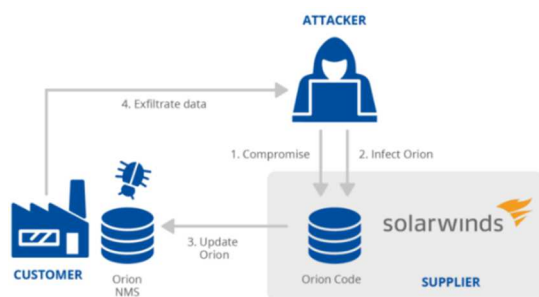 ATTACKER
4. Exfiltrate data
1. Compromise
2. Infect Orion
solarwinds
3. Update
Orion
CUSTOMER
Orion
NMS
Orion Code
SUPPLIER